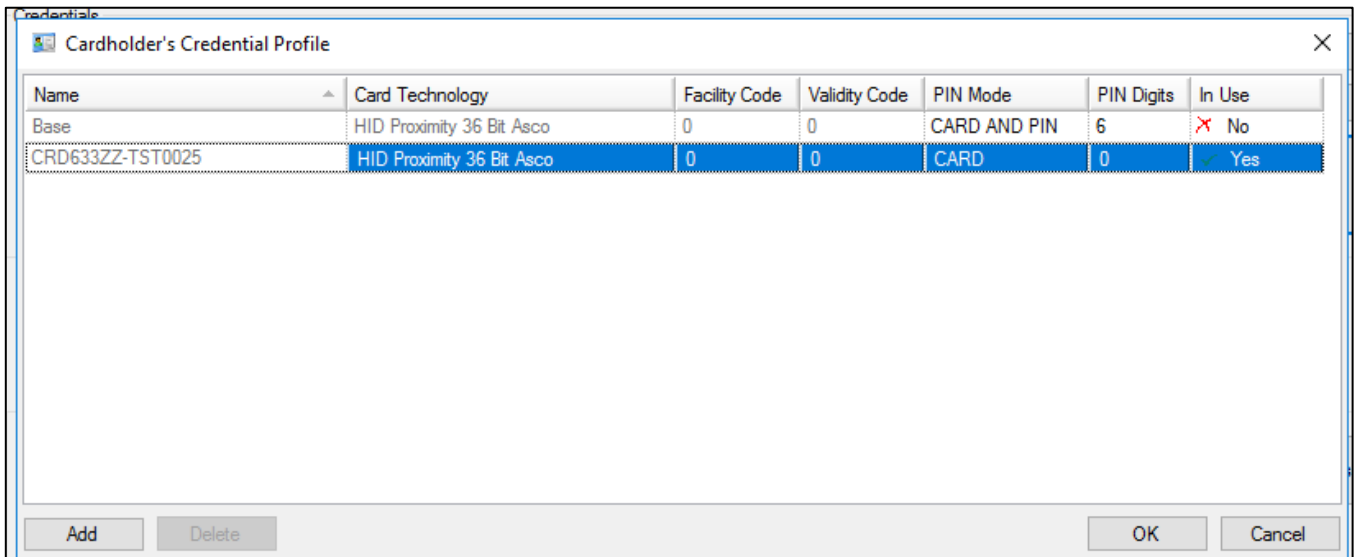 Credentials
Cardholder's Credential Profile
Name Card Technology Facility Code Validity Code PIN Mode PIN Digits In Use
Base HID Proximity 36 Bit Asco 0 0 CARD AND PIN 6 No
CRD633ZZ-TST0025 HID Proximity 36 Bit Asco 0 0 CARD 0 Yes
Add Delete OK Cancel